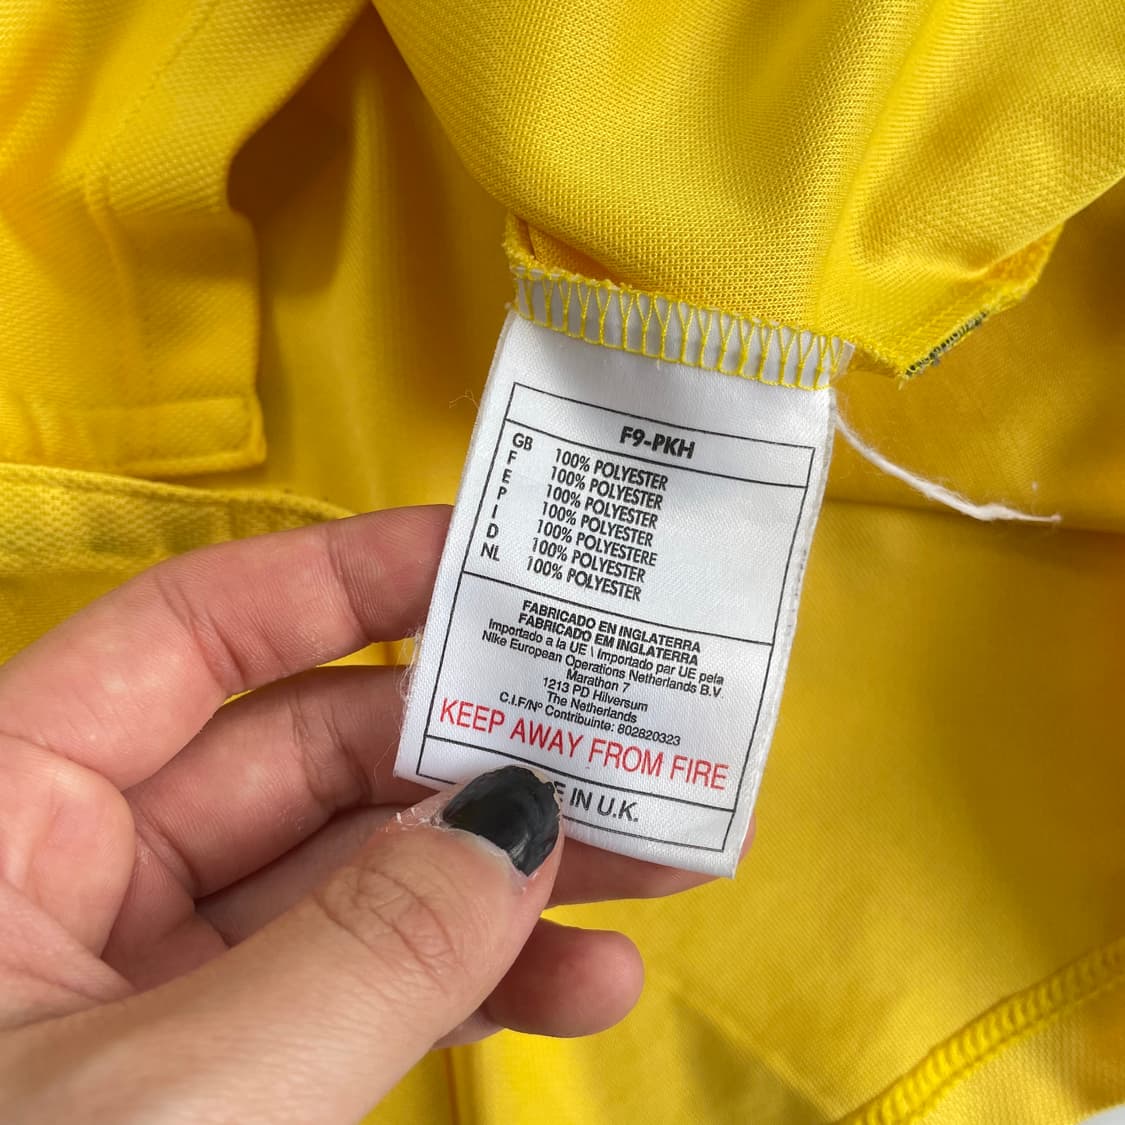 F9-PKH
GB 100% POLYESTER
F 100% POLYESTER
E 100% POLYESTER
P 100% POLYESTER
I 100% POLYESTERE
D 100% POLYESTER
NL 100% POLYESTER
FABRICADO EN INGLATERRA
FABRICADO EM INGLATERRA
Importado a la UE \ Importado par UE pela
Nike European Operations Netherlands B.V.
Marathon 7
1213 PD Hilversum
The Netherlands
C.I.F/Nº Contribuinte: 802820323
KEEP AWAY FROM FIRE
IN U.K.